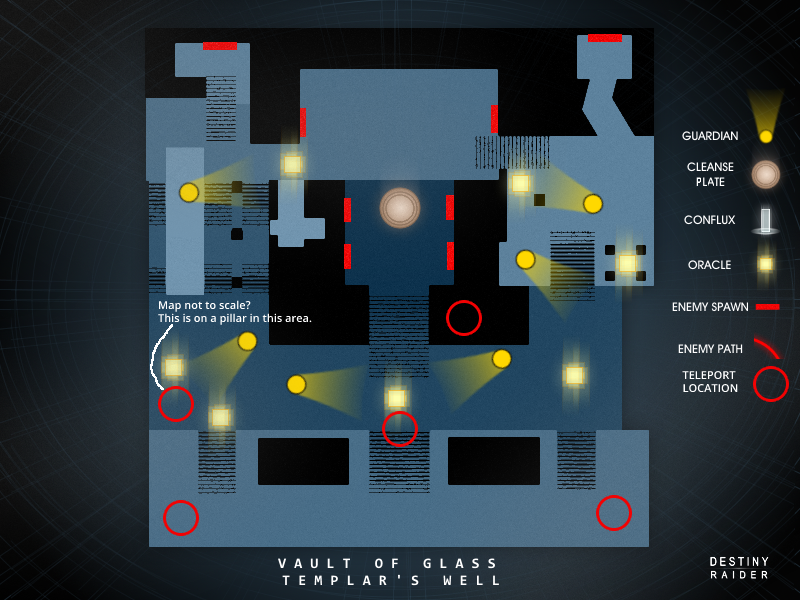 GUARDIAN
CLEANSE
PLATE
CONFLUX
ORACLE
Map not to scale?
This is on a pillar in this area.
ENEMY SPAWN
ENEMY PATH
TELEPORT
LOCATION
VAULT OF GLASS
TEMPLAR'S WELL
DESTINY
RAIDER